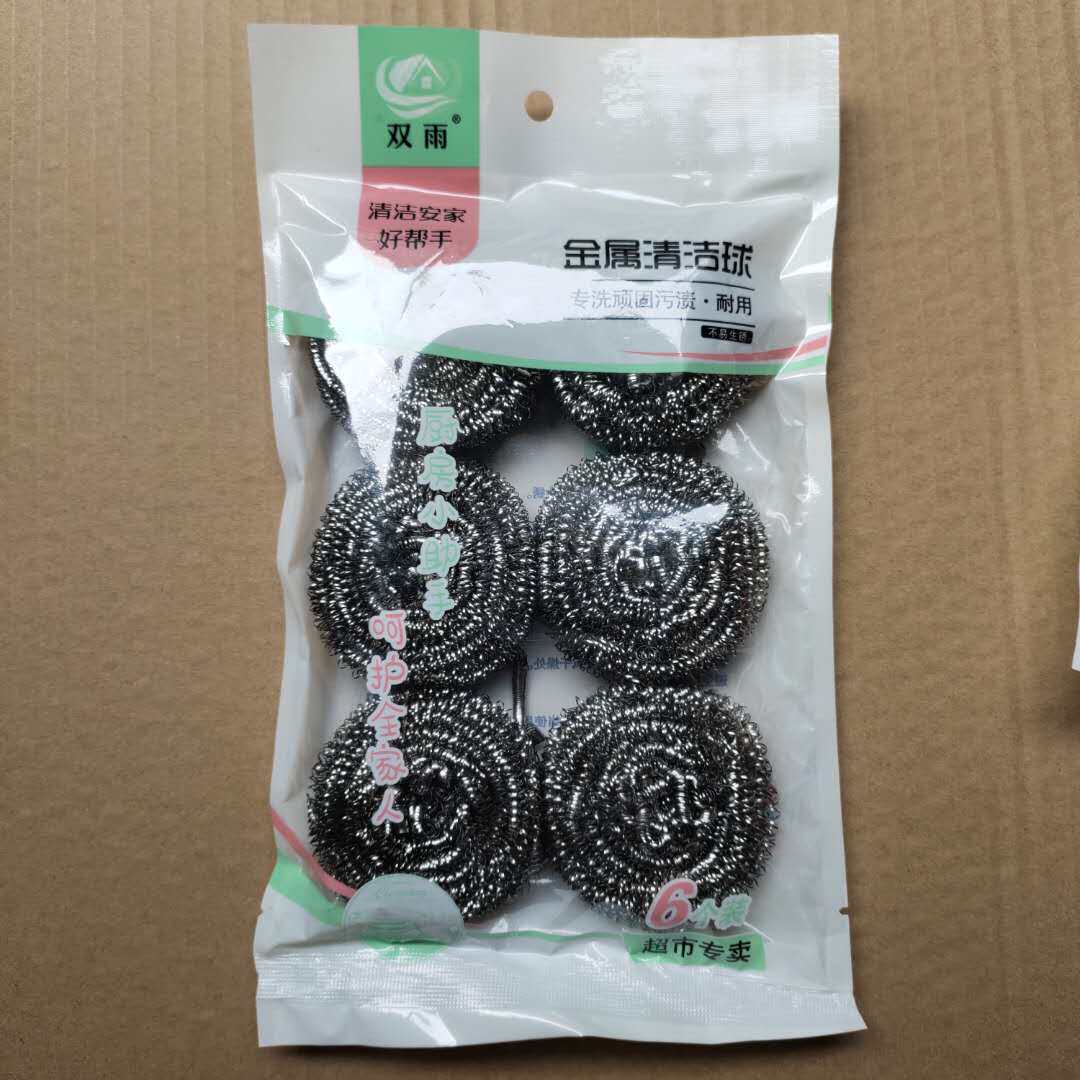 双雨®
清洁安家
好帮手
金属清洁球
专洗顽固污渍·耐用
不易生锈
厨房小助手
呵护全家人
6个装
超市专卖